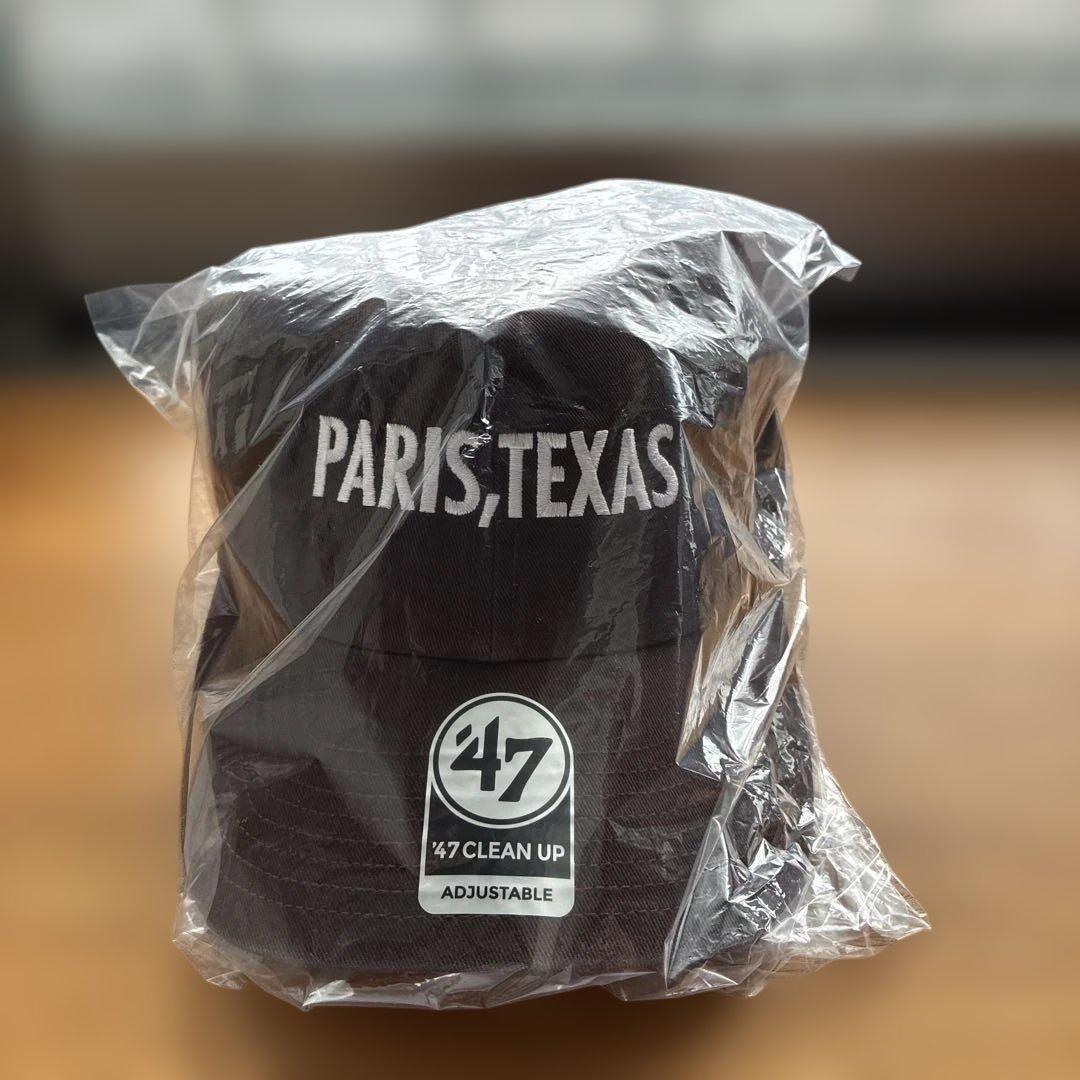 PARIS,TEXAS
'47
'47 CLEAN UP
ADJUSTABLE